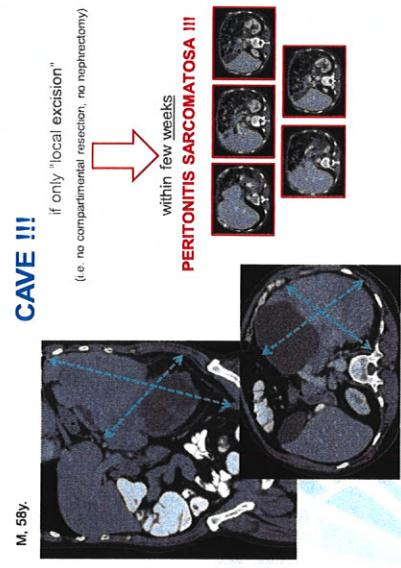 M, 58y.
CAVE !!!
if only "local excision"
(i.e. no compartimental resection, no nephrectomy)
within few weeks
PERITONITIS SARCOMATOSA !!!